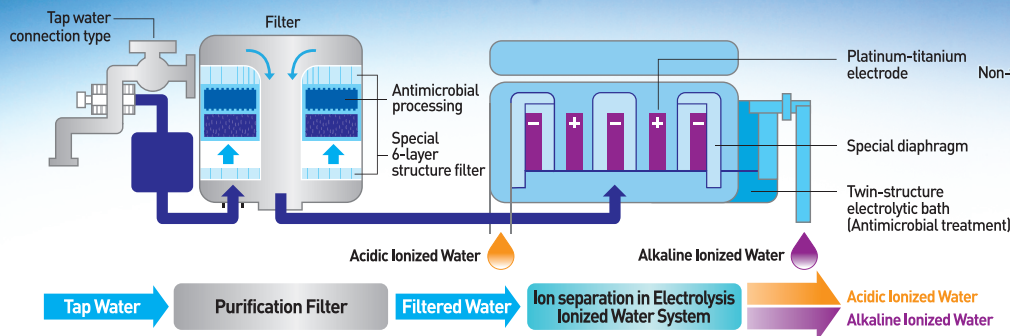 Tap water
connection type
Filter
Antimicrobial
processing
Special
6-layer
structure filter
Platinum-titanium
electrode
Non-
Special diaphragm
Twin-structure
electrolytic bath
(Antimicrobial treatment)
- + - + -
Acidic Ionized Water
Alkaline Ionized Water
Tap Water
Purification Filter
Filtered Water
Ion separation in Electrolysis
Ionized Water System
Acidic Ionized Water
Alkaline Ionized Water